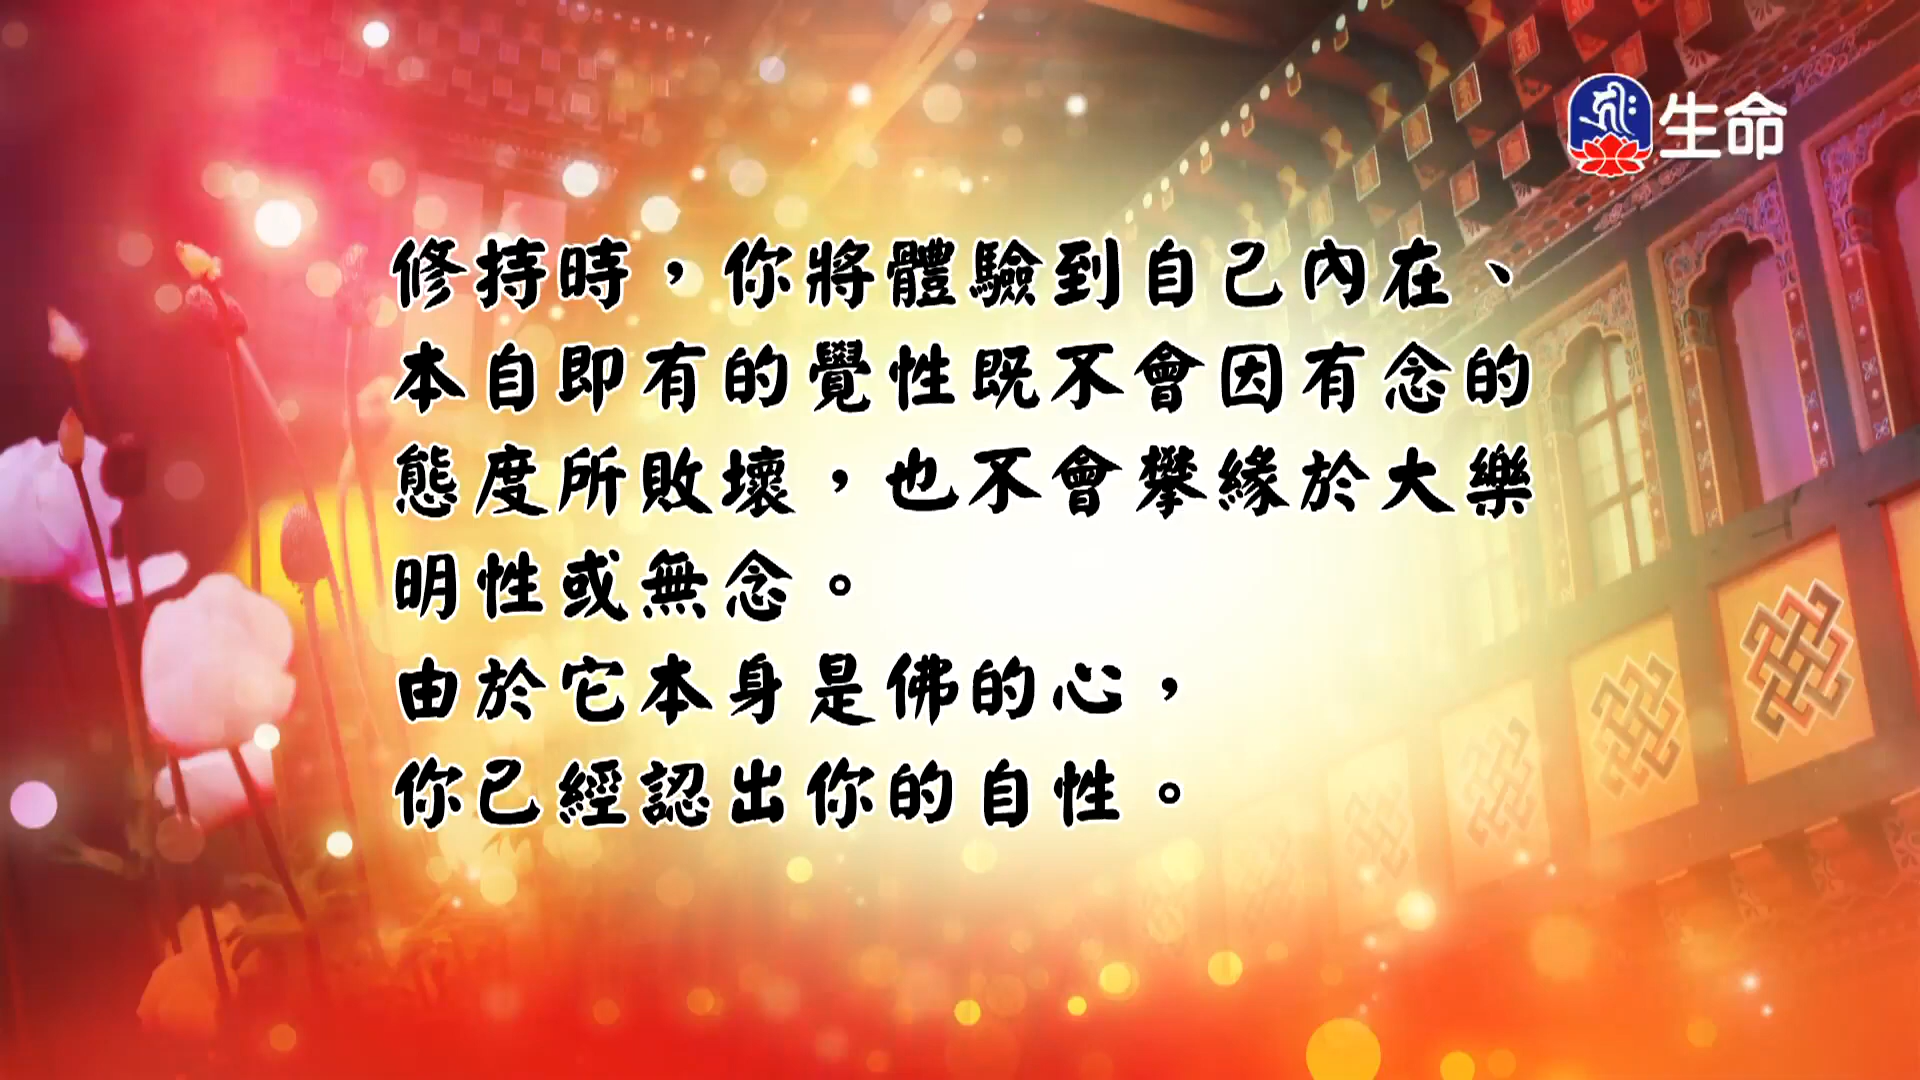 生命
修持時，你將體驗到自己內在、
本自即有的覺性既不會因有念的
態度所敗壞，也不會攀緣於大樂
明性或無念。
由於它本身是佛的心，
你已經認出你的自性。